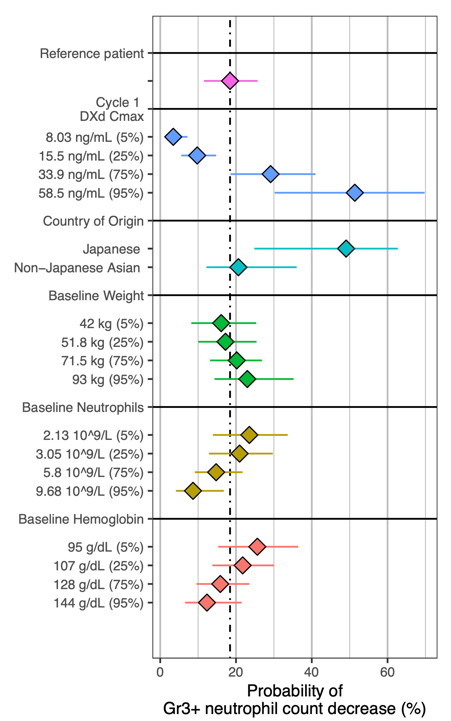 Reference patient
Cycle 1
DXd Cmax
8.03 ng/mL (5%)
15.5 ng/mL (25%)
33.9 ng/mL (75%)
58.5 ng/mL (95%)
Country of Origin
Japanese
Non−Japanese Asian
Baseline Weight
42 kg (5%)
51.8 kg (25%)
71.5 kg (75%)
93 kg (95%)
Baseline Neutrophils
2.13 10^9/L (5%)
3.05 10^9/L (25%)
5.8 10^9/L (75%)
9.68 10^9/L (95%)
Baseline Hemoglobin
95 g/dL (5%)
107 g/dL (25%)
128 g/dL (75%)
144 g/dL (95%)
0 20 40 60
Probability of
Gr3+ neutrophil count decrease (%)